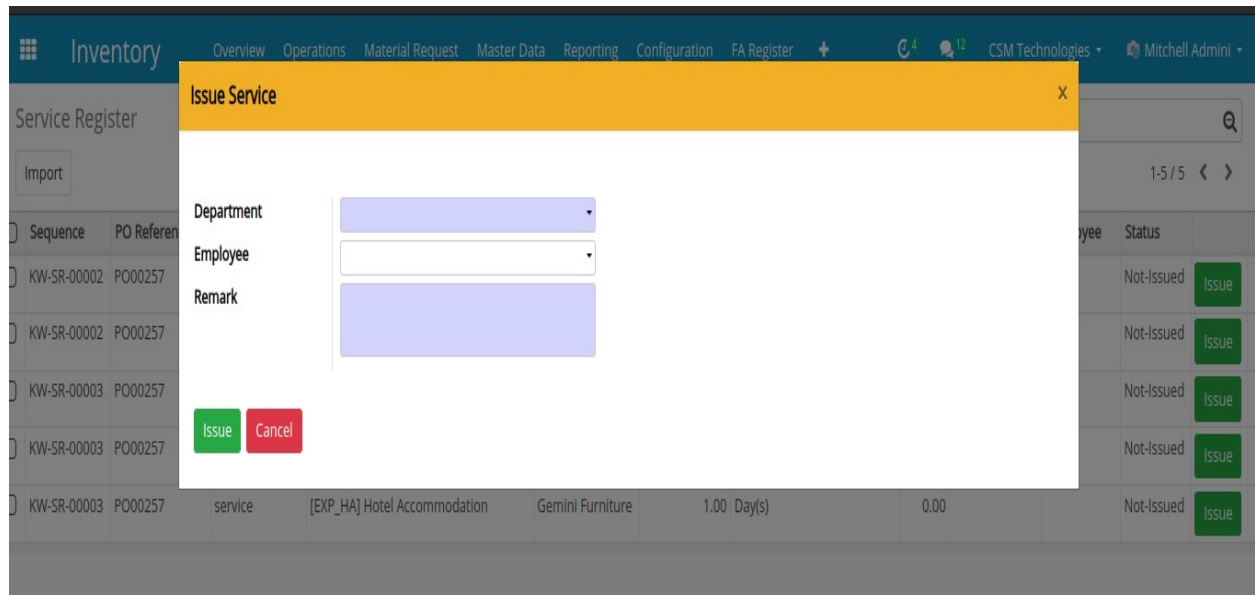 Inventory Overview Operations Material Request Master Data Reporting Configuration FA Register + 4 12 CSM Technologies Mitchell Admini
Issue Service x
Service Register
Import 1-5 / 5
Department
Sequence PO Referen oyee Status
Employee
KW-SR-00002 PO00257 Not-Issued Issue
Remark
KW-SR-00002 PO00257 Not-Issued Issue
KW-SR-00003 PO00257 Not-Issued Issue
Issue Cancel
KW-SR-00003 PO00257 Not-Issued Issue
KW-SR-00003 PO00257 service [EXP_HA] Hotel Accommodation Gemini Furniture 1.00 Day(s) 0.00 Not-Issued Issue